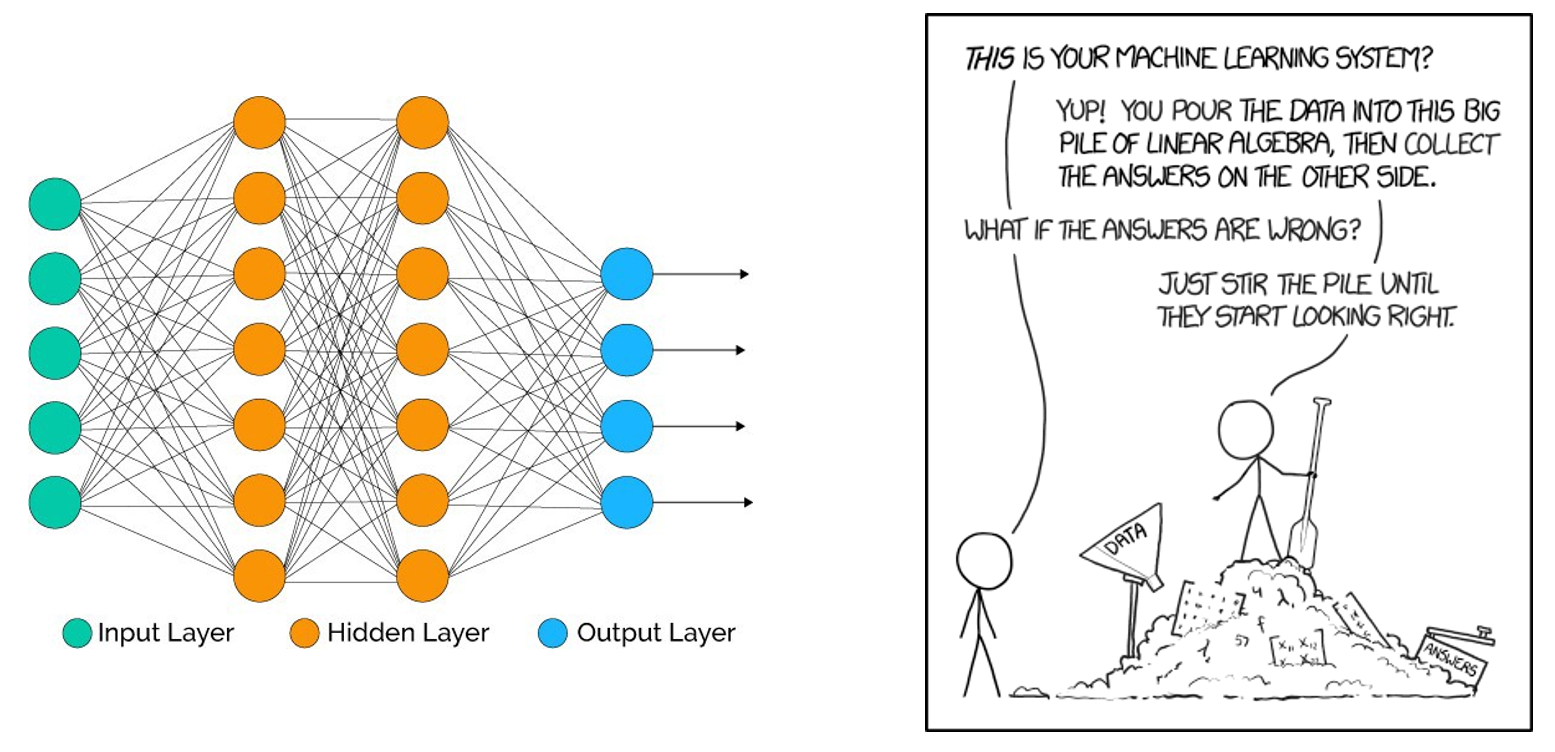 Input Layer
Hidden Layer
Output Layer
THIS IS YOUR MACHINE LEARNING SYSTEM?
YUP! YOU POUR THE DATA INTO THIS BIG
PILE OF LINEAR ALGEBRA, THEN COLLECT
THE ANSWERS ON THE OTHER SIDE.
WHAT IF THE ANSWERS ARE WRONG?
JUST STIR THE PILE UNTIL
THEY START LOOKING RIGHT.
DATA
ANSWERS